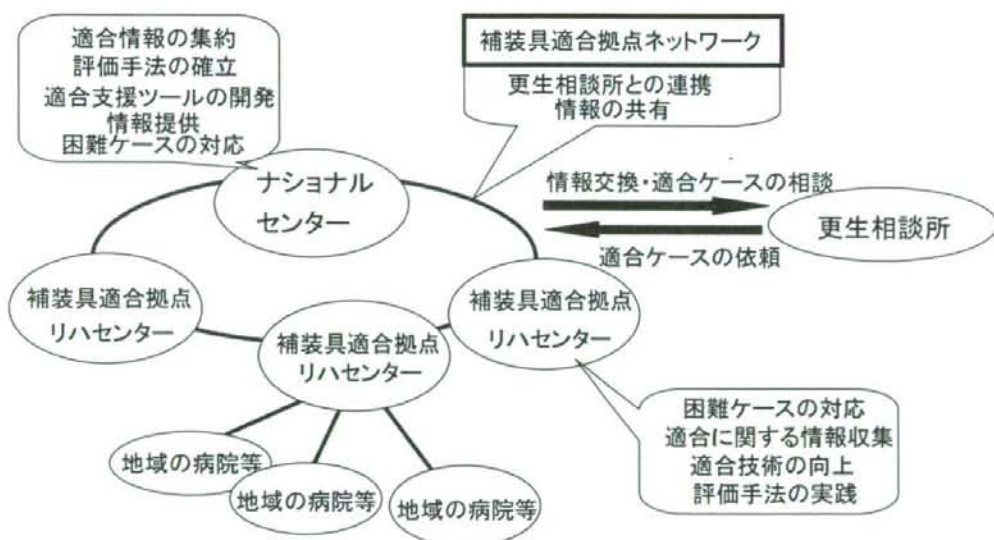 適合情報の集約
評価手法の確立
適合支援ツールの開発
情報提供
困難ケースの対応
補装具適合拠点ネットワーク
更生相談所との連携
情報の共有
ナショナル
センター
情報交換・適合ケースの相談
更生相談所
適合ケースの依頼
補装具適合拠点
リハセンター
補装具適合拠点
リハセンター
補装具適合拠点
リハセンター
困難ケースの対応
適合に関する情報収集
適合技術の向上
評価手法の実践
地域の病院等
地域の病院等
地域の病院等